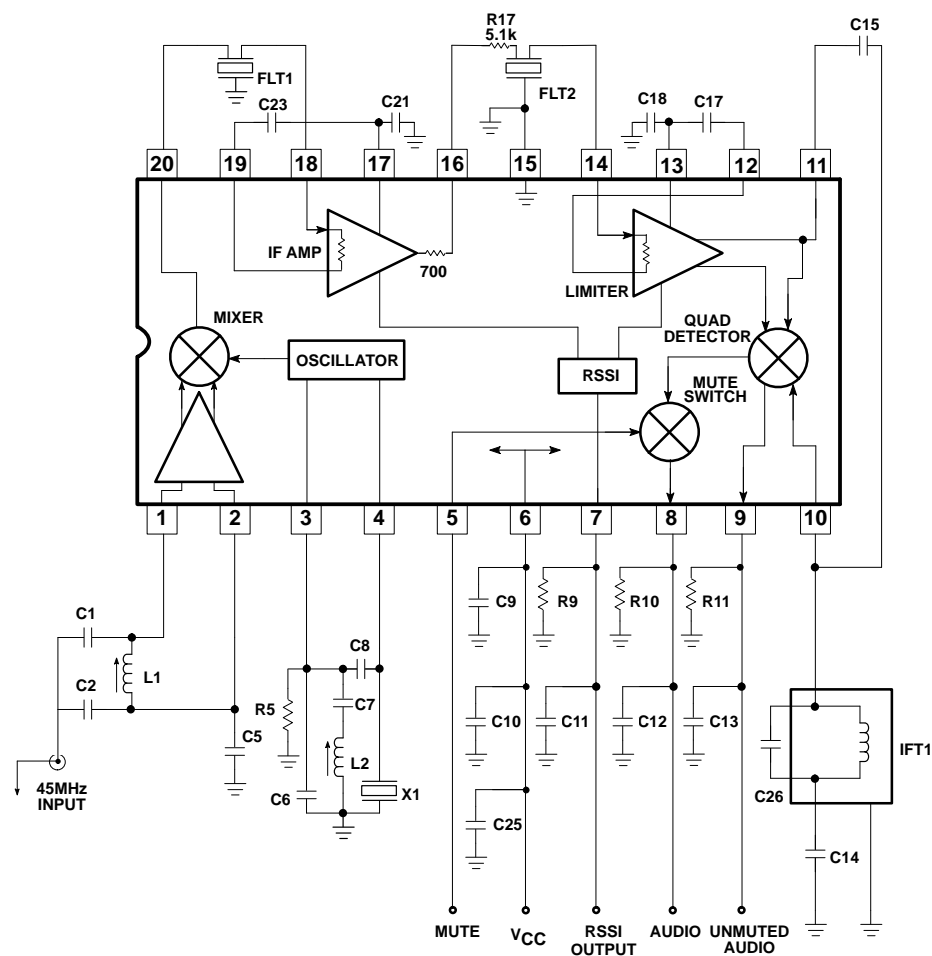 R17
5.1k
C15
FLT1
FLT2
C23
C21
C18
C17
20
19
18
17
16
15
14
13
12
11
IF AMP
700
LIMITER
MIXER
OSCILLATOR
RSSI
QUAD
DETECTOR
MUTE
SWITCH
1
2
3
4
5
6
7
8
9
10
C9
R9
R10
R11
C1
L1
C2
C5
C8
C7
R5
L2
C6
X1
C10
C11
C12
C13
C25
IFT1
C26
C14
45MHz
INPUT
MUTE
VCC
RSSI
OUTPUT
AUDIO
UNMUTED
AUDIO